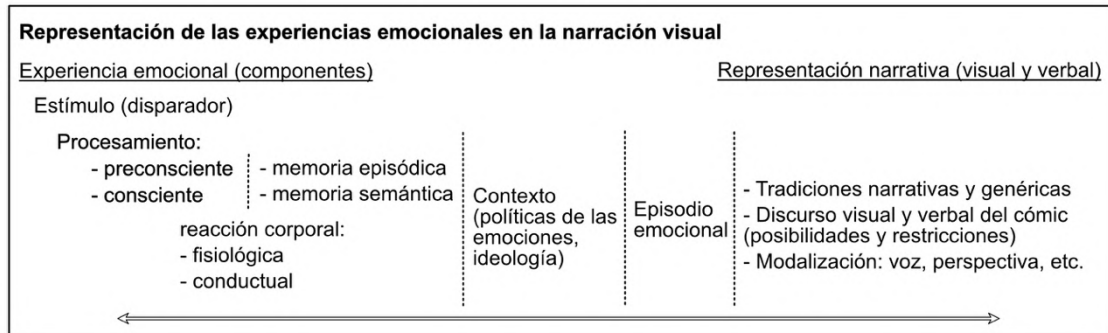 Representación de las experiencias emocionales en la narración visual
Experiencia emocional (componentes)
Representación narrativa (visual y verbal)
Estímulo (disparador)
Procesamiento:
- preconsciente
- consciente
- memoria episódica
- memoria semántica
reacción corporal:
- fisiológica
- conductual
Contexto
(políticas de las
emociones,
ideología)
Episodio
emocional
- Tradiciones narrativas y genéricas
- Discurso visual y verbal del cómic
(posibilidades y restricciones)
- Modalización: voz, perspectiva, etc.